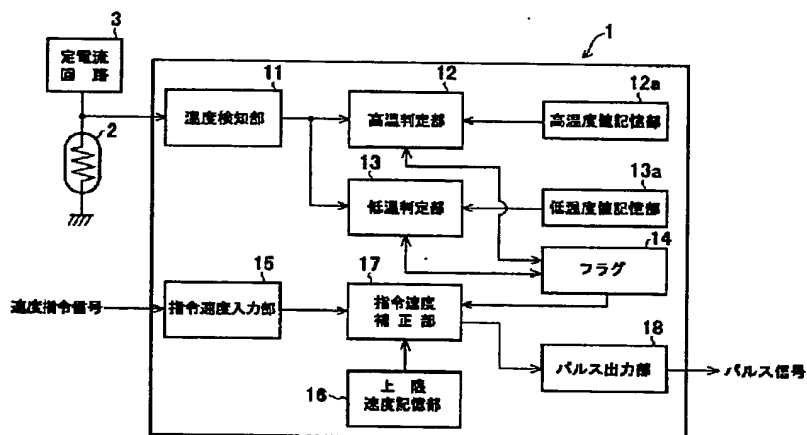 3
定電流
回路
2
1
11
温度検知部
12
高温判定部
12a
高温度値記憶部
13
低温判定部
13a
低温度値記憶部
14
フラグ
速度指令信号
15
指令速度入力部
17
指令速度
補正部
18
パルス出力部
パルス信号
16
上限
速度記憶部